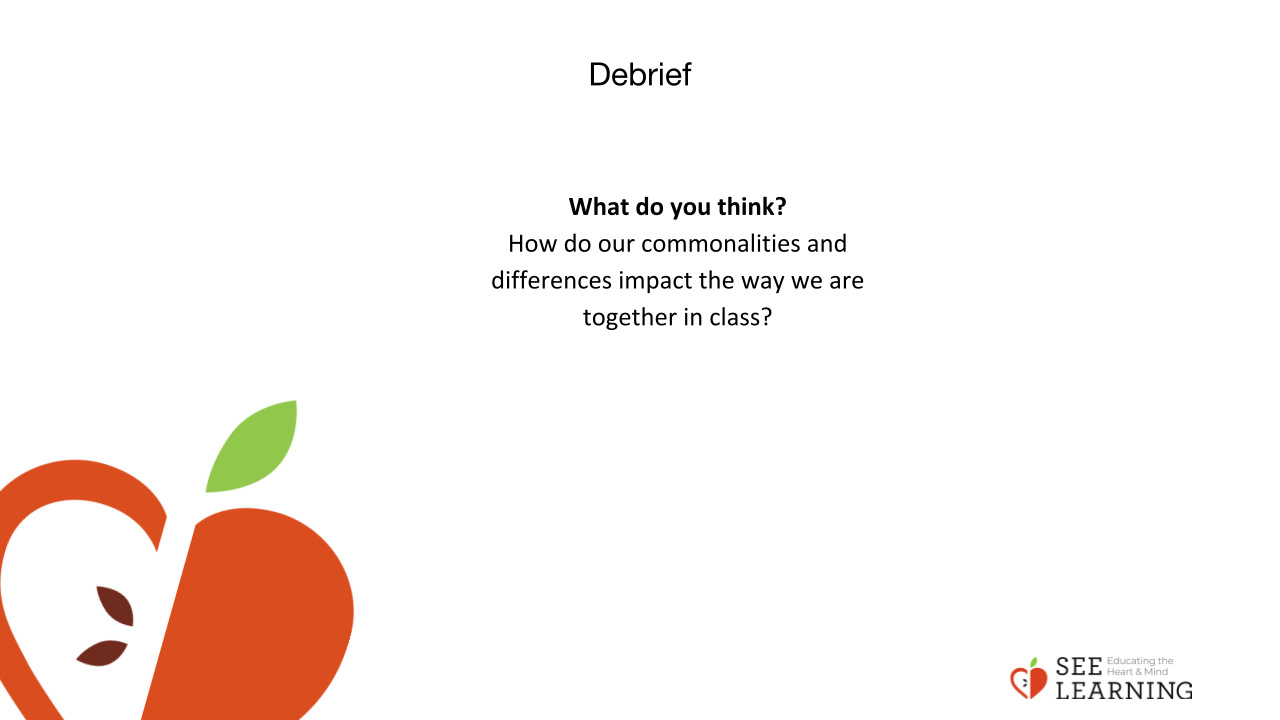 Debrief
What do you think?
How do our commonalities and
differences impact the way we are
together in class?
SEE Educating the
Heart & Mind
LEARNING